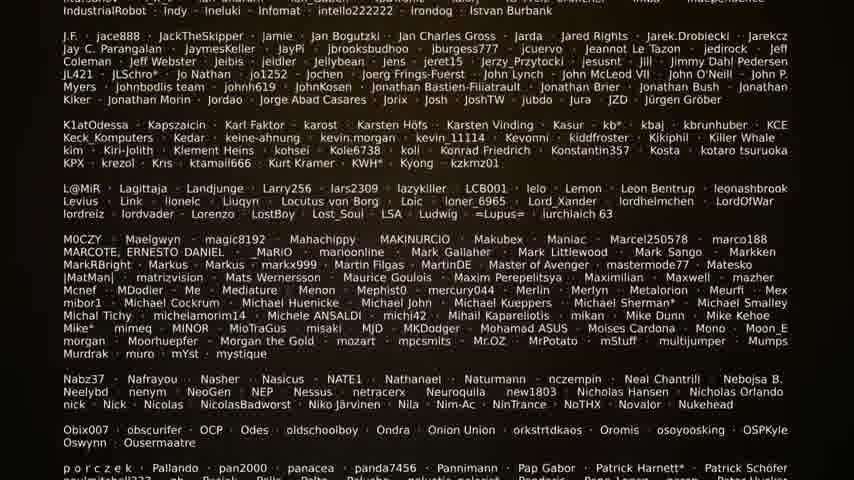 IndustrialRobot · Indy · Ineluki · Infomat · intello222222 · Irondog · Istvan Burbank
J.F. · jace888 · JackTheSkipper · Jamie · Jan Bogutzki · Jan Charles Gross · Jarda · Jared Rights · Jarek.Drobiecki · Jarekcz
Jay C. Parangalan · JaymesKeller · JayPi · jbrooksbudhoo · jburgess777 · jcuervo · Jeannot Le Tazon · jedirock · Jeff
Coleman · Jeff Webster · Jeibis · jeidler · Jellybean · Jens · jeret15 · Jerzy_Przytocki · jesusnt · Jill · Jimmy Dahl Pedersen
JL421 · JLSchro* · Jo Nathan · jo1252 · Jochen · Joerg Frings-Fuerst · John Lynch · John McLeod VII · John O'Neill · John P.
Myers · Johnbodlis team · johnh619 · JohnKosen · Jonathan Bastien-Filiatrault · Jonathan Brier · Jonathan Bush · Jonathan
Kiker · Jonathan Morin · Jordao · Jorge Abad Casares · Jorix · Josh · JoshTW · jubdo · Jura · JZD · Jürgen Gröber
K1atOdessa · Kapszaicin · Karl Faktor · karost · Karsten Höfs · Karsten Vinding · Kasur · kb* · kbaj · kbrunhuber · _KCE
Keck_Komputers · Kedar · keine-ahnung · kevin.morgan · kevin_11114 · Kevonni · kiddfroster · Kikiphil · Killer Whale
kim · Kiri-Jolith · Klement Heins · kohsei · Kole6738 · koli · Konrad Friedrich · Konstantin357 · Kosta · kotaro tsuruoka
KPX · krezol · Kris · ktamail666 · Kurt Kramer · KWH* · Kyong · kzkmz01
L@MiR · Lagittaja · Landjunge · Larry256 · lars2309 · lazykiller · LCB001 · lelo · Lemon · Leon Bentrup · leonashbrook
Levius · Link · lionelc · Liuqyn · Locutus von Borg · Loic · loner_6965 · Lord_Xander · lordhelmchen · LordOfWar
lordreiz · lordvader · Lorenzo · LostBoy · Lost_Soul · LSA · Ludwig · =Lupus= · lurchlaich 63
M0CZY · Maelgwyn · magic8192 · Mahachippy · MAKINURCIO · Makubex · Maniac · Marcel250578 · marco188
MARCOTE, ERNESTO DANIEL · _MaRiO · marioonline · Mark Gallaher · Mark Littlewood · Mark Sango · Markken
MarkRBright · Markus · Markus · markx999 · Martin Filgas · MartinDE · Master of Avenger · mastermode77 · Matesko
|MatMan| · matrizvision · Mats Wernersson · Maurice Goulois · Maxim Perepelitsya · Maximilian · Maxwell · mazher
Mcnef · MDodier · Me · Mediature · Menon · Mephist0 · mercury044 · Merlin · Merlyn · Metalorion · Meurfi · Mex
mibor1 · Michael Cockrum · Michael Huenicke · Michael John · Michael Kueppers · Michael Sherman* · Michael Smalley
Michal Tichy · michelamorin14 · Michele ANSALDI · michi42 · Mihail Kapareliotis · mikan · Mike Dunn · Mike Kehoe
Mike* · mimeq · MINOR · MioTraGus · misaki · MJD · MKDodger · Mohamad ASUS · Moises Cardona · Mono · Moon_E
morgan · Moorhuepfer · Morgan the Gold · mozart · mpcsmits · Mr.OZ · MrPotato · mStuff · multijumper · Mumps
Murdrak · muro · mYst · mystique
Nabz37 · Nafrayou · Nasher · Nasicus · NATE1 · Nathanael · Naturmann · nczempin · Neal Chantrill · Nebojsa B.
Neelybd · nenym · NeoGen · NEP · Nessus · netracerx · Neuroquila · new1803 · Nicholas Hansen · Nicholas Orlando
nick · Nick · Nicolas · NicolasBadworst · Niko Järvinen · Nila · Nim-Ac · NinTrance · NoTHX · Novalor · Nukehead
Obix007 · obscurifer · OCP · Odes · oldschoolboy · Ondra · Onion Union · orkstrtdkaos · Oromis · osoyoosking · OSPKyle
Oswynn · Ousermaatre
p o r c z e k · Pallando · pan2000 · panacea · panda7456 · Pannimann · Pap Gabor · Patrick Harnett* · Patrick Schöfer